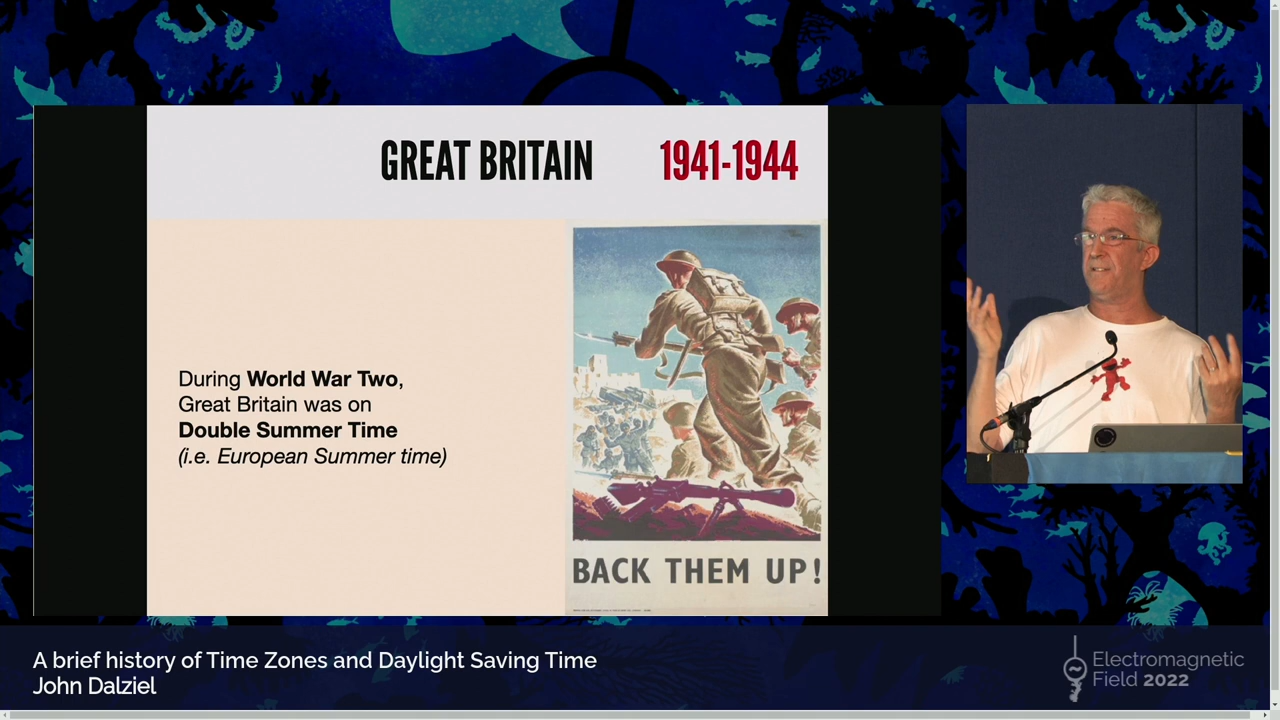 GREAT BRITAIN 1941-1944
During World War Two,
Great Britain was on
Double Summer Time
(i.e. European Summer time)
BACK THEM UP!
A brief history of Time Zones and Daylight Saving Time
John Dalziel
Electromagnetic
Field 2022